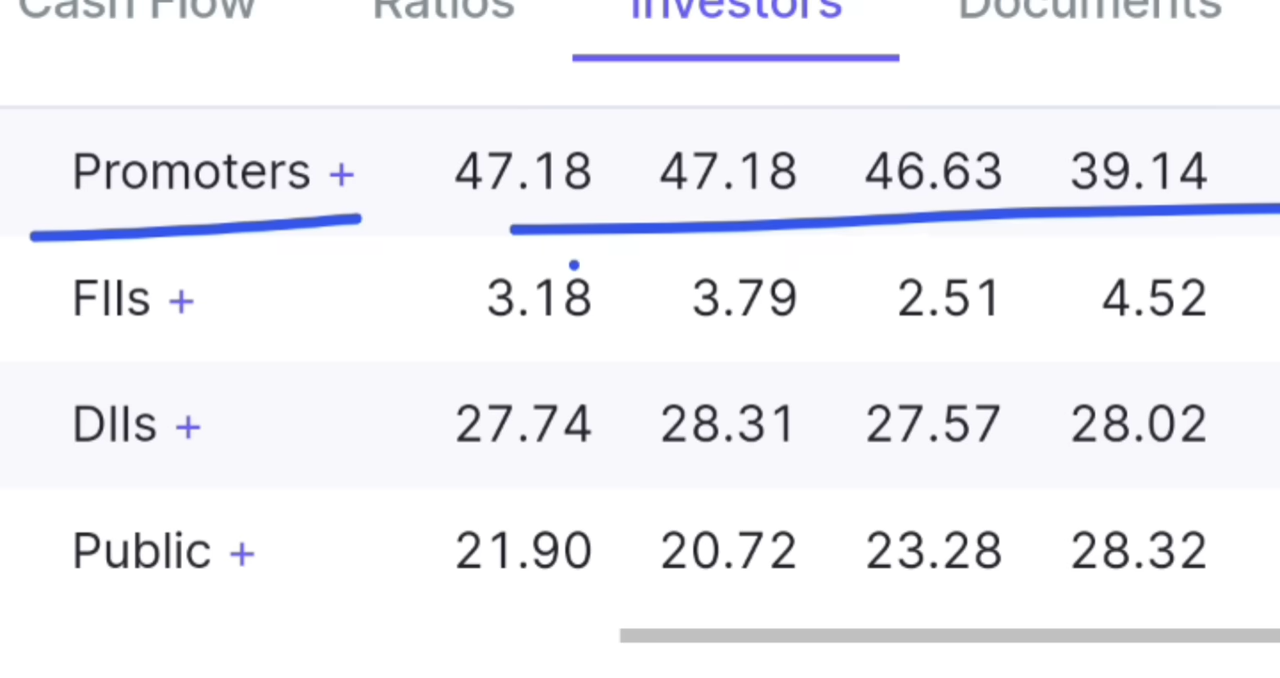 Cash Flow Ratios Investors Documents
Promoters + 47.18 47.18 46.63 39.14
FIIs + 3.18 3.79 2.51 4.52
DIIs + 27.74 28.31 27.57 28.02
Public + 21.90 20.72 23.28 28.32